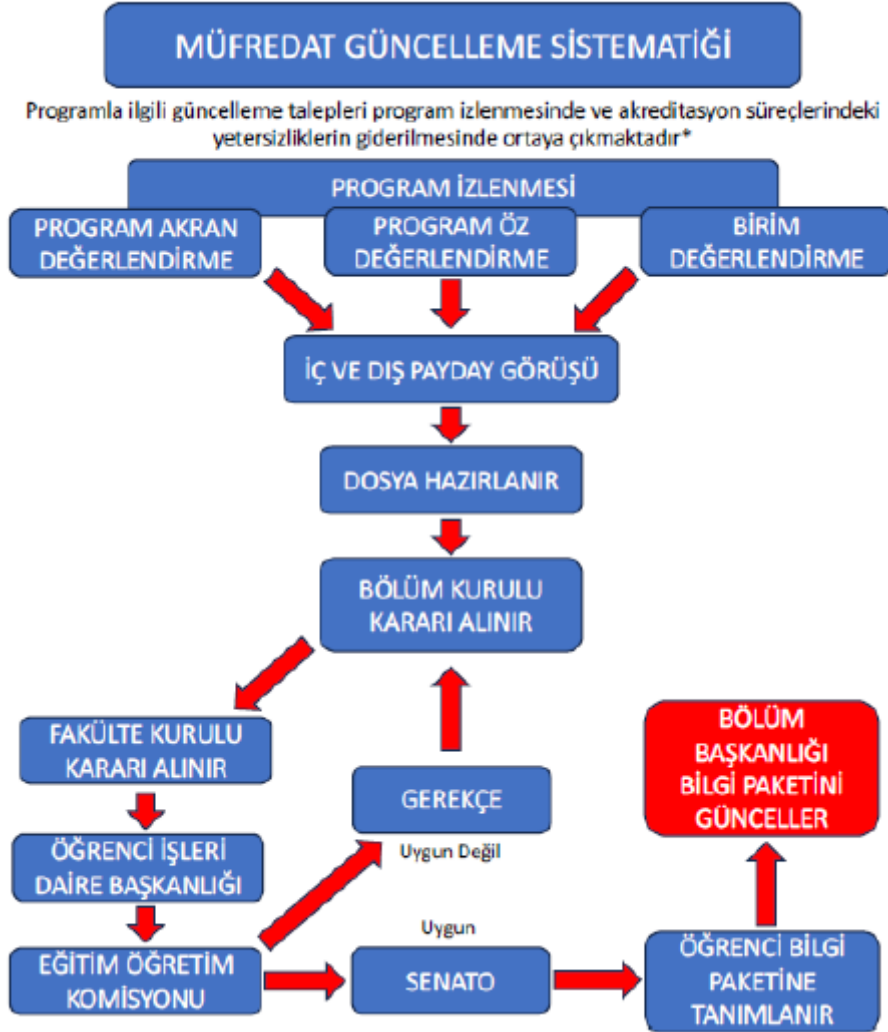 MÜFREDAT GÜNCELLEME SİSTEMATİĞİ
Programla ilgili güncelleme talepleri program izlenmesinde ve akreditasyon süreçlerindeki
yetersizliklerin giderilmesinde ortaya çıkmaktadır*
PROGRAM İZLENMESİ
PROGRAM AKRAN
DEĞERLENDİRME
PROGRAM ÖZ
DEĞERLENDİRME
BİRİM
DEĞERLENDİRME
İÇ VE DIŞ PAYDAY GÖRÜŞÜ
DOSYA HAZIRLANIR
BÖLÜM KURULU
KARARI ALINIR
FAKÜLTE KURULU
KARARI ALINIR
GEREKÇE
Uygun Değil
BÖLÜM
BAŞKANLIĞI
BİLGİ PAKETİNİ
GÜNCELLER
ÖĞRENCİ İŞLERİ
DAİRE BAŞKANLIĞI
EĞİTİM ÖĞRETİM
KOMİSYONU
Uygun
SENATO
ÖĞRENCİ BİLGİ
PAKETİNE
TANIMLANIR